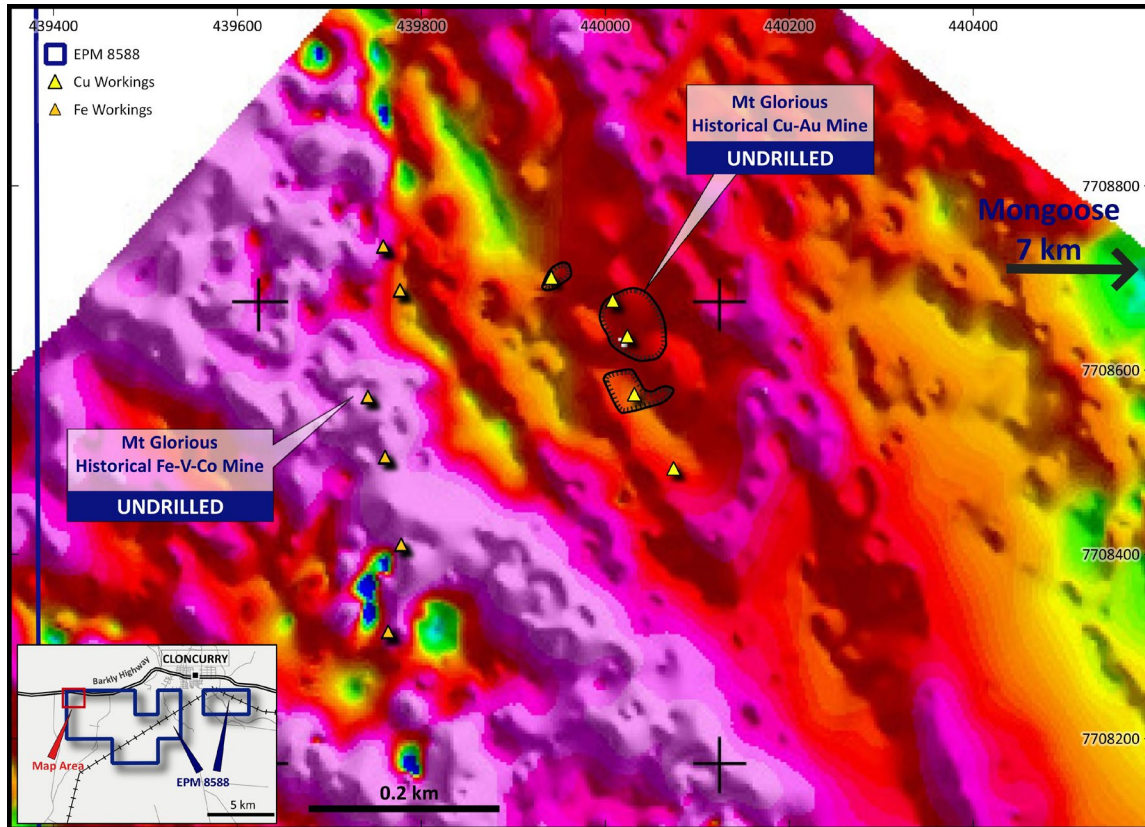 439400
439600
439800
440000
440200
440400
EPM 8588
Cu Workings
Fe Workings
Mt Glorious
Historical Cu-Au Mine
UNDRILLED
7708800
Mongoose
7 km
7708600
Mt Glorious
Historical Fe-V-Co Mine
UNDRILLED
7708400
7708200
0.2 km
CLONCURRY
Barkly Highway
Map Area
EPM 8588
5 km